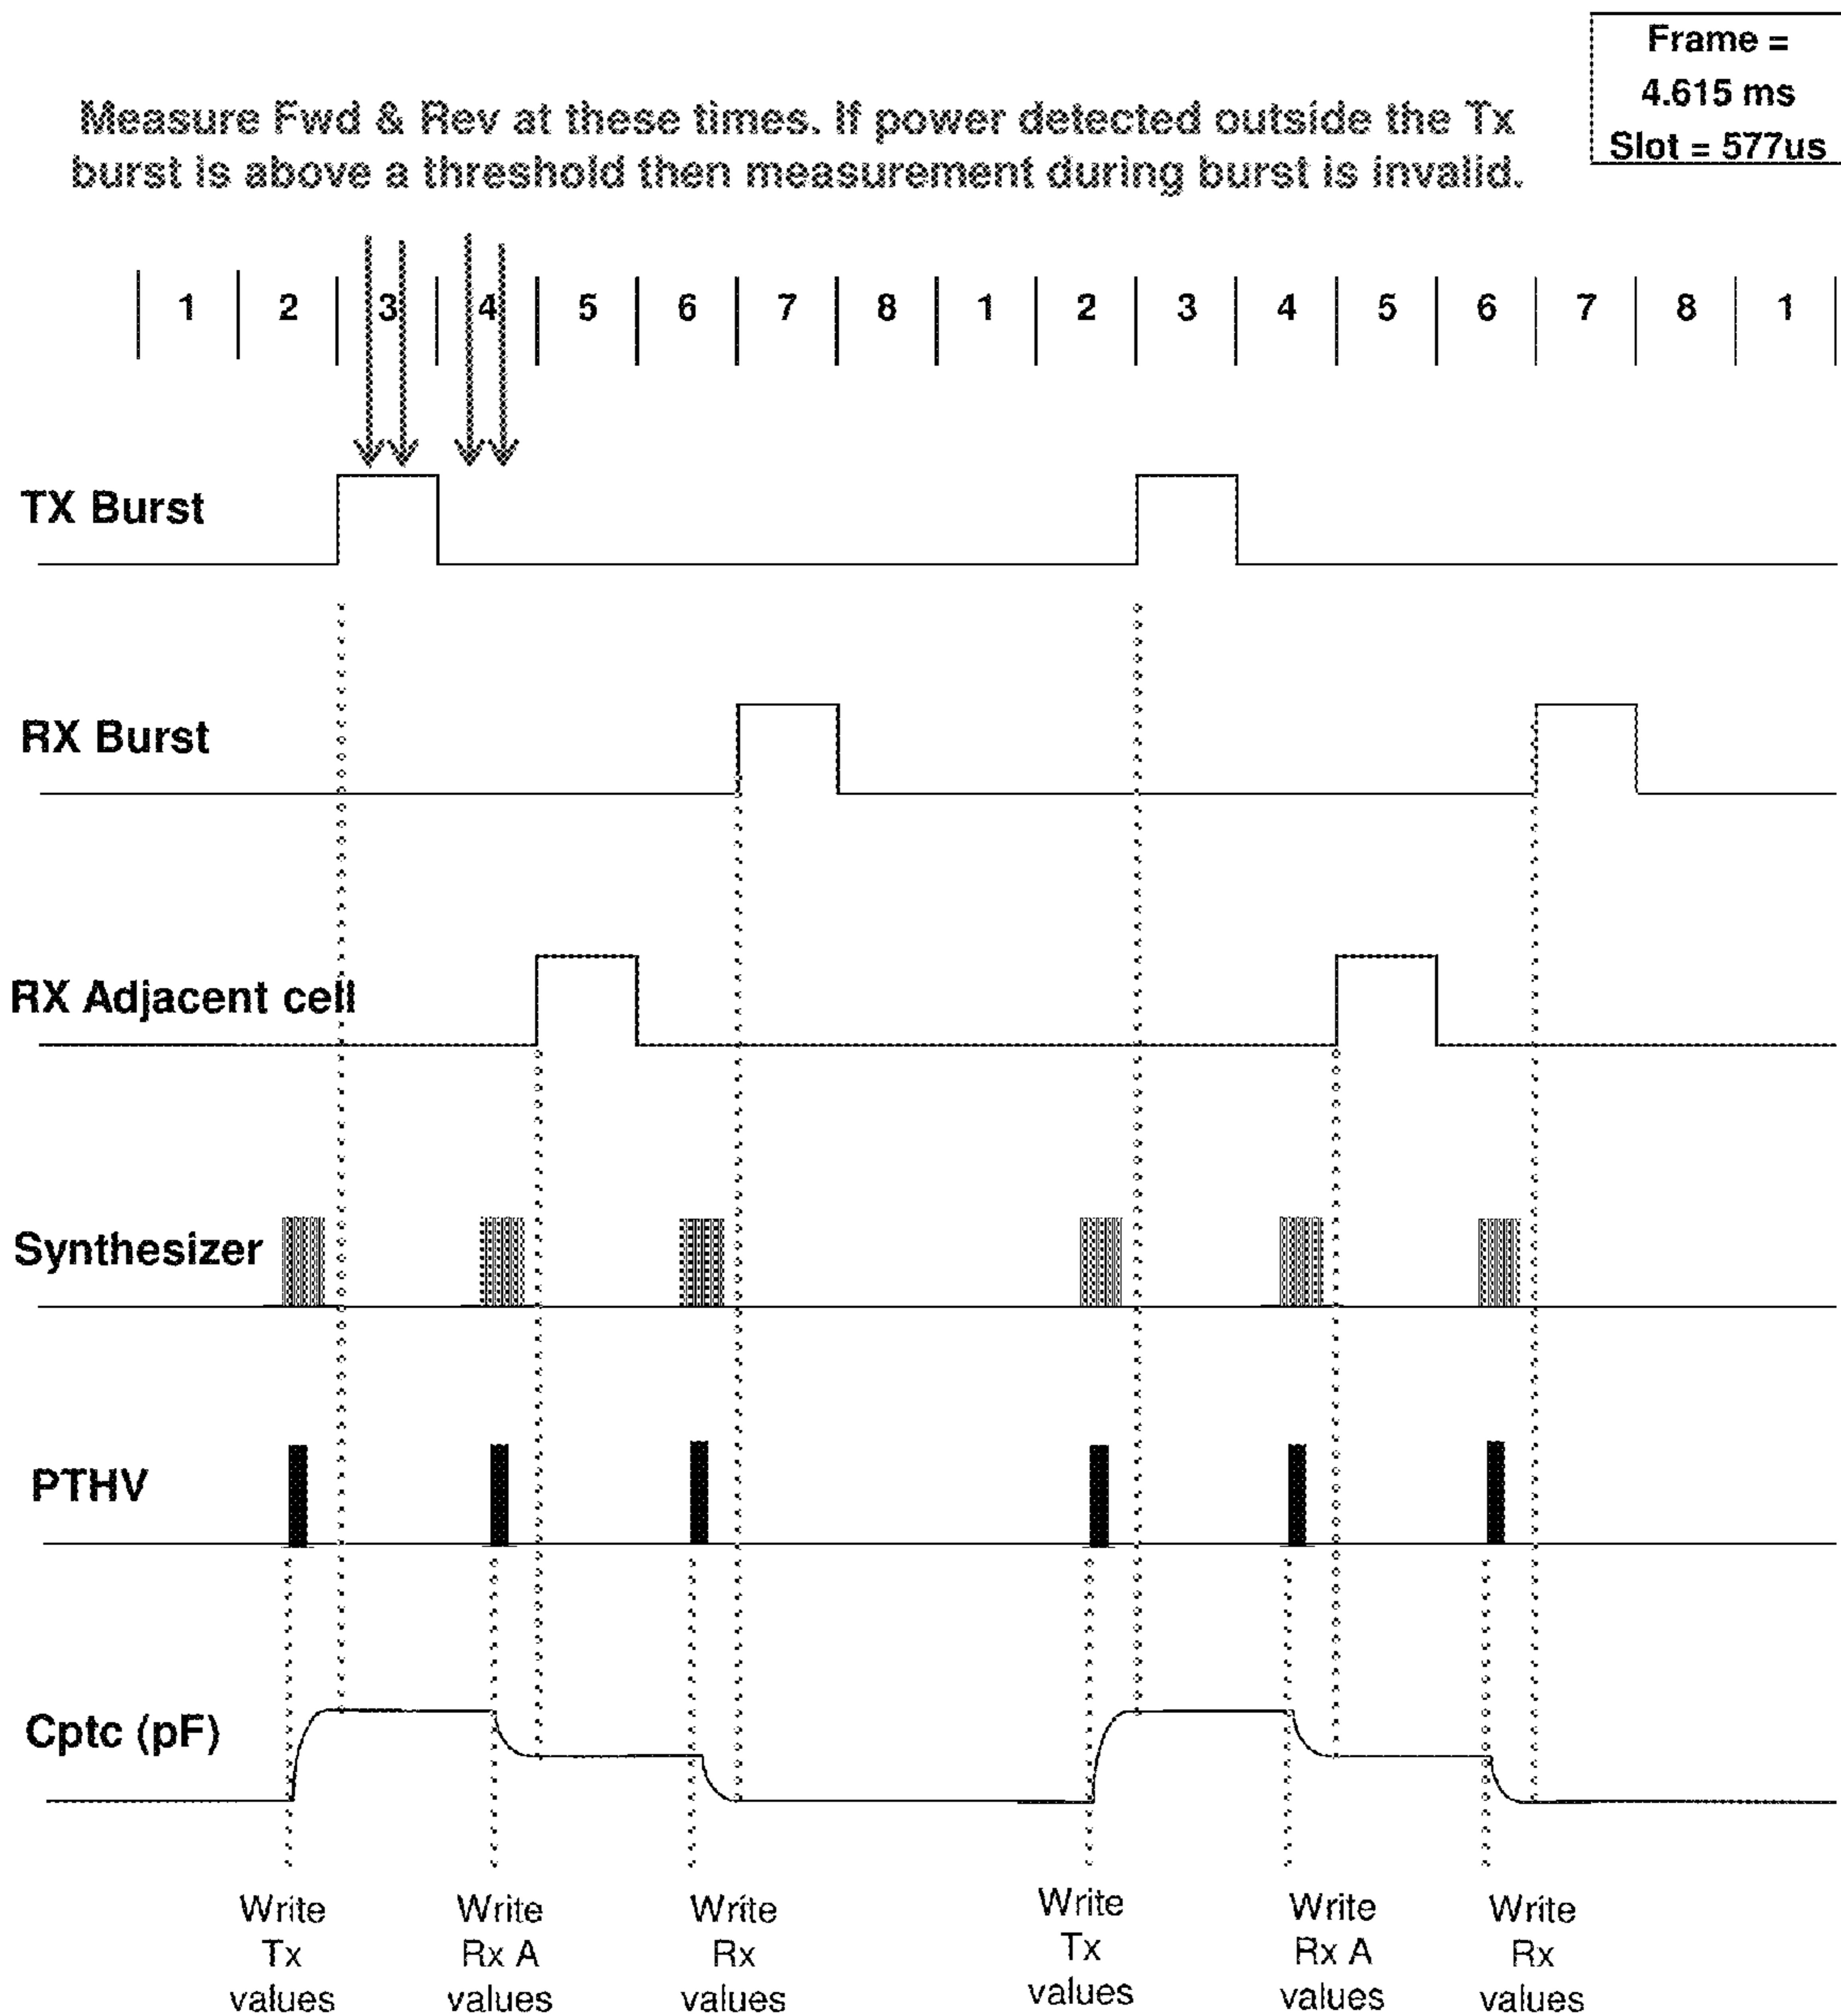 Frame =
4.615 ms
Slot = 577us
Measure Fwd & Rev at these times. If power detected outside the Tx
burst is above a threshold then measurement during burst is invalid.
1 2 3 4 5 6 7 8 1 2 3 4 5 6 7 8 1
TX Burst
RX Burst
RX Adjacent cell
Synthesizer
PTHV
Cptc (pF)
Write
Tx
values
Write
Rx A
values
Write
Rx
values
Write
Tx
values
Write
Rx A
values
Write
Rx
values